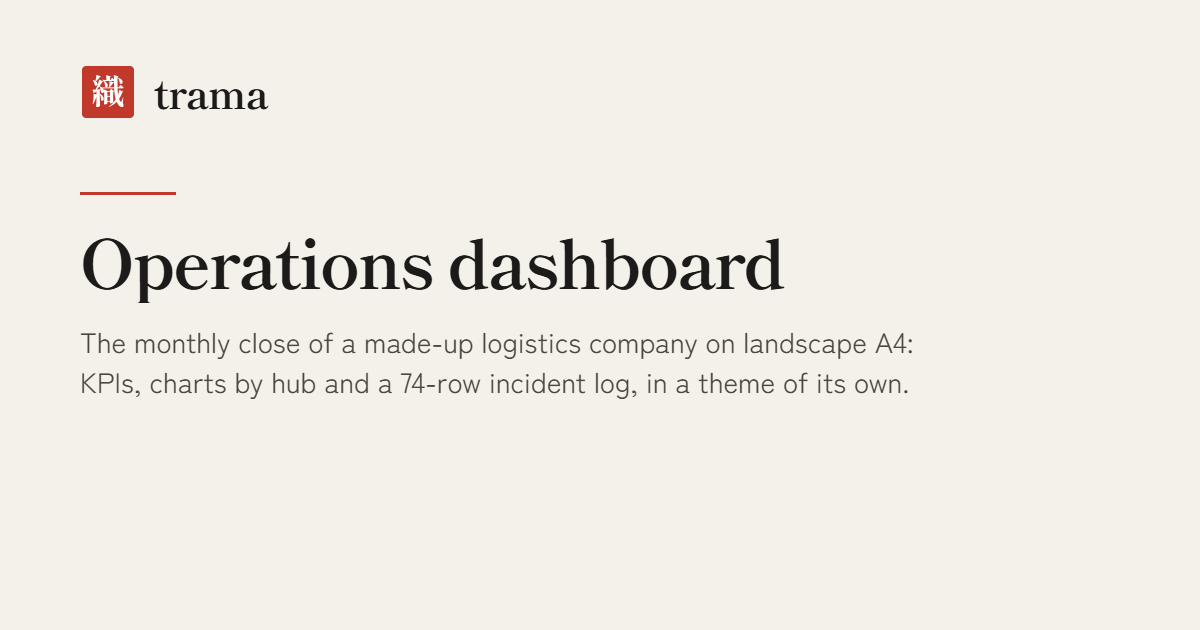 織 trama
Operations dashboard
The monthly close of a made-up logistics company on landscape A4:
KPIs, charts by hub and a 74-row incident log, in a theme of its own.